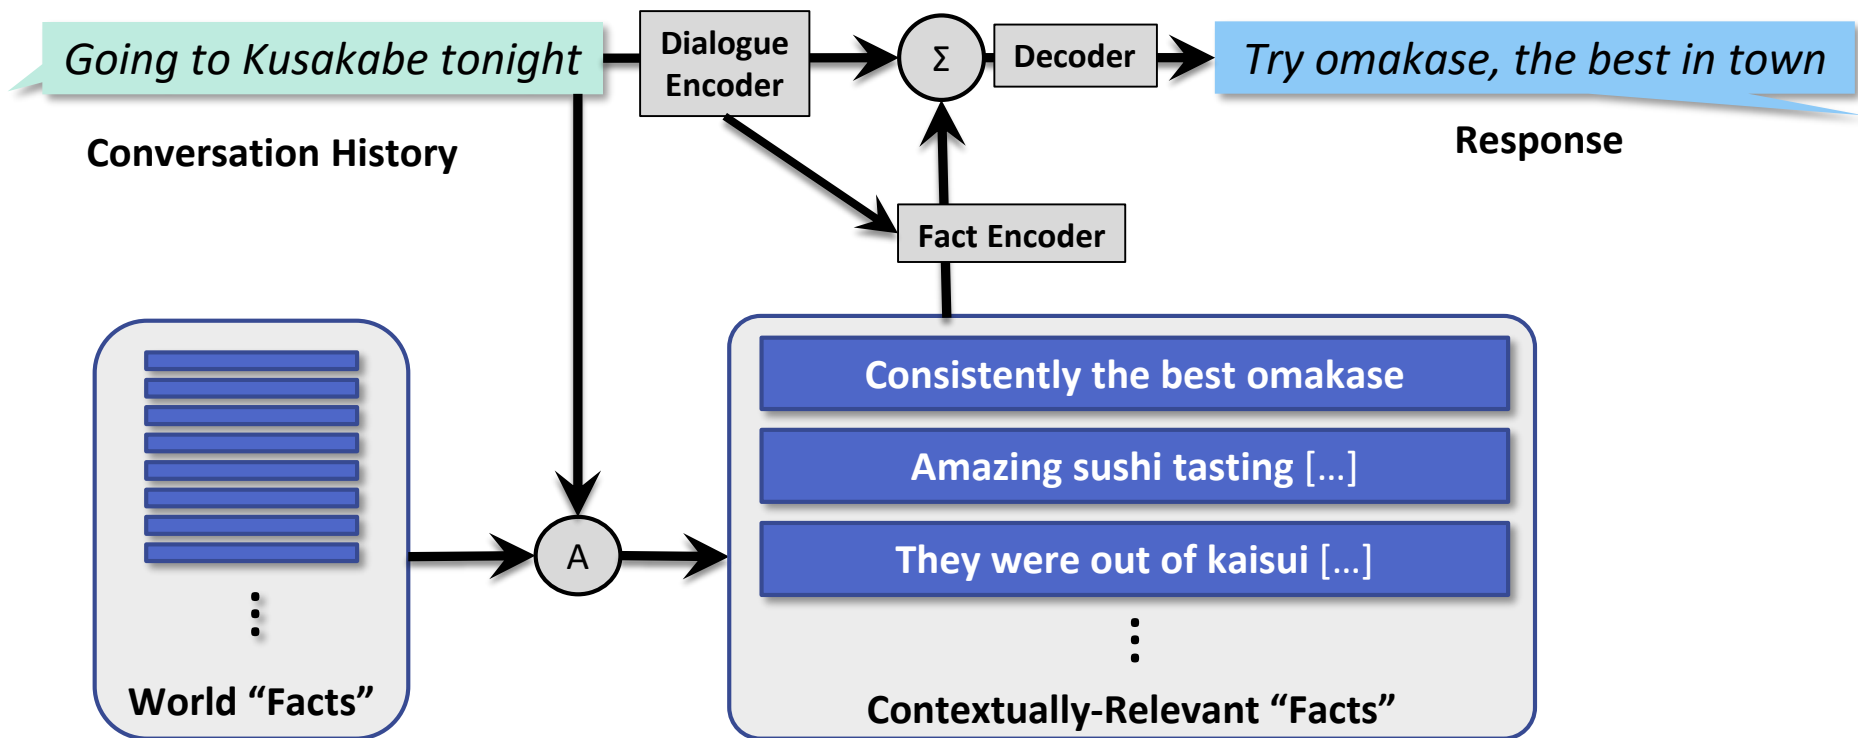 Going to Kusakabe tonight
Dialogue
Encoder
Σ
Decoder
Try omakase, the best in town
Conversation History
Response
Fact Encoder
Consistently the best omakase
Amazing sushi tasting [...]
A
They were out of kaisui [...]
World “Facts”
Contextually-Relevant “Facts”